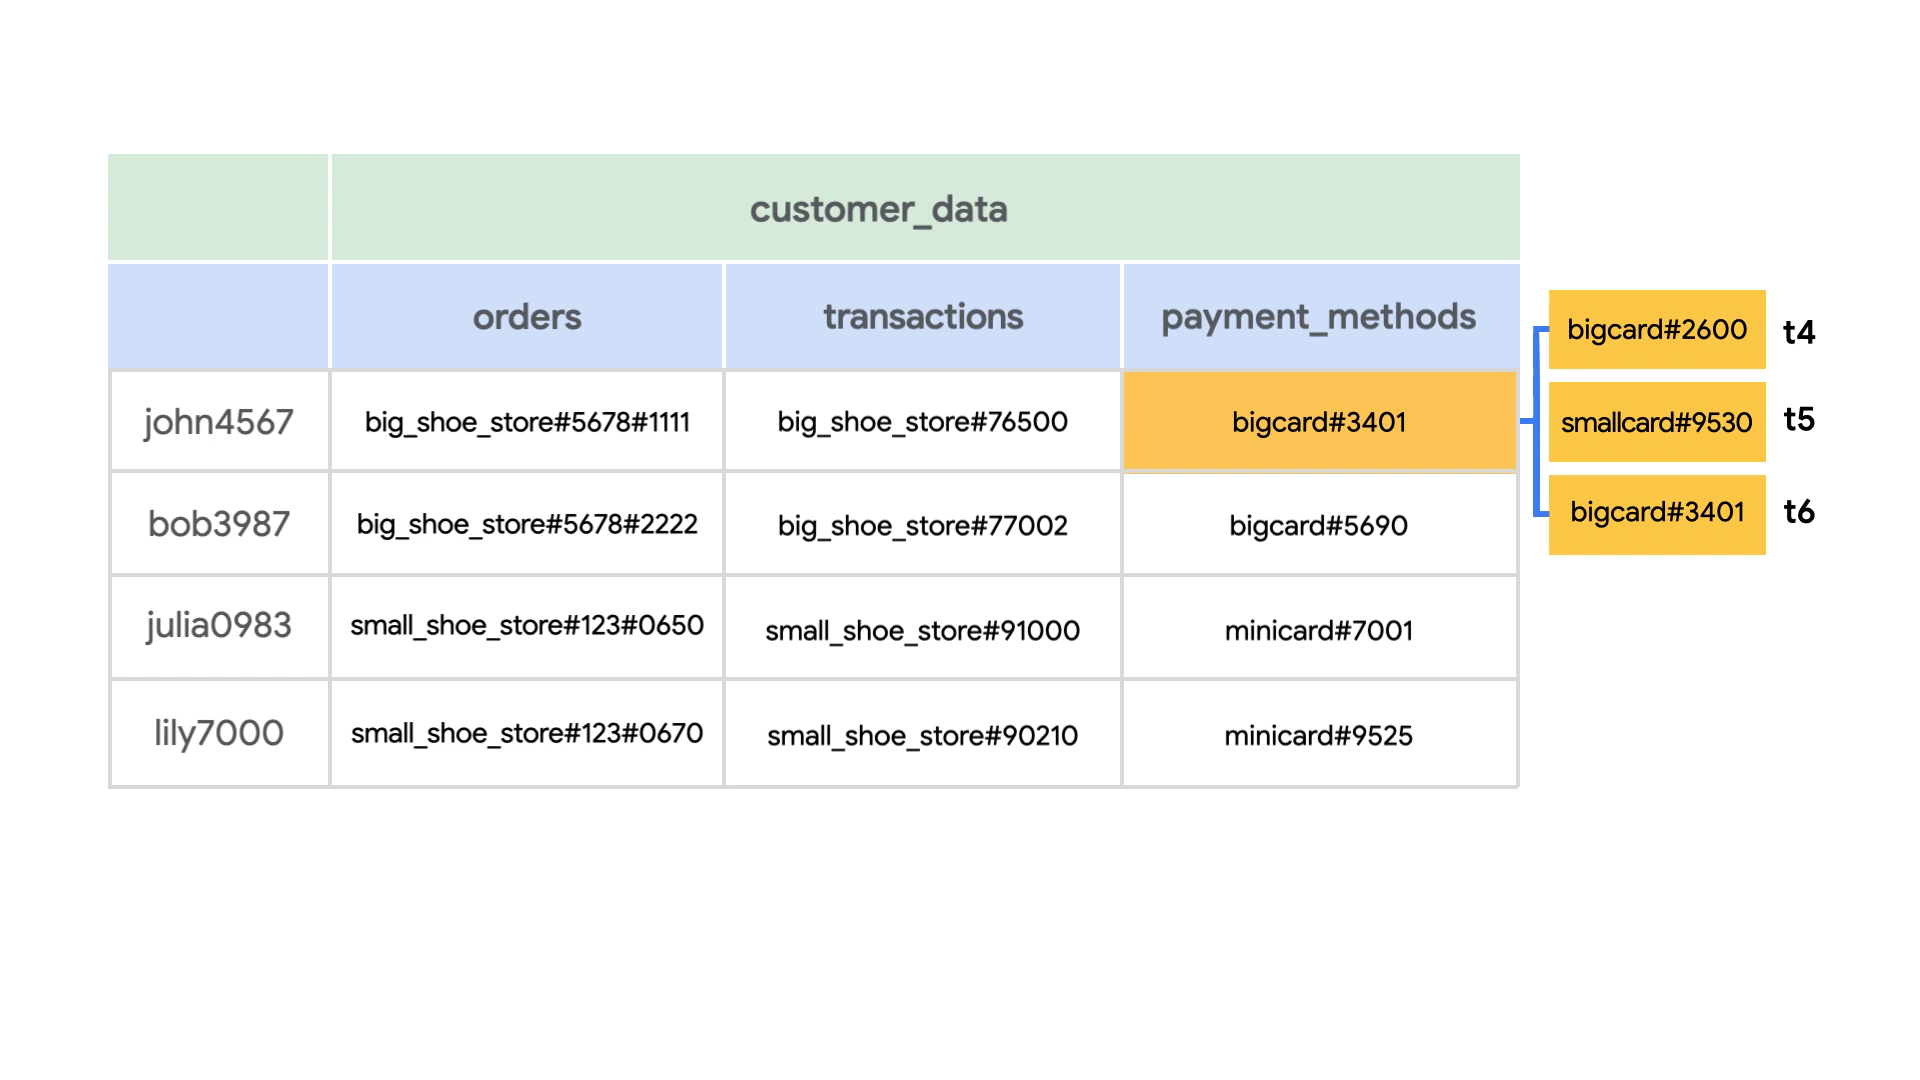 customer_data
orders transactions payment_methods
john4567 big_shoe_store#5678#1111 big_shoe_store#76500 bigcard#3401
bob3987 big_shoe_store#5678#2222 big_shoe_store#77002 bigcard#5690
julia0983 small_shoe_store#123#0650 small_shoe_store#91000 minicard#7001
lily7000 small_shoe_store#123#0670 small_shoe_store#90210 minicard#9525
bigcard#2600 t4
smallcard#9530 t5
bigcard#3401 t6